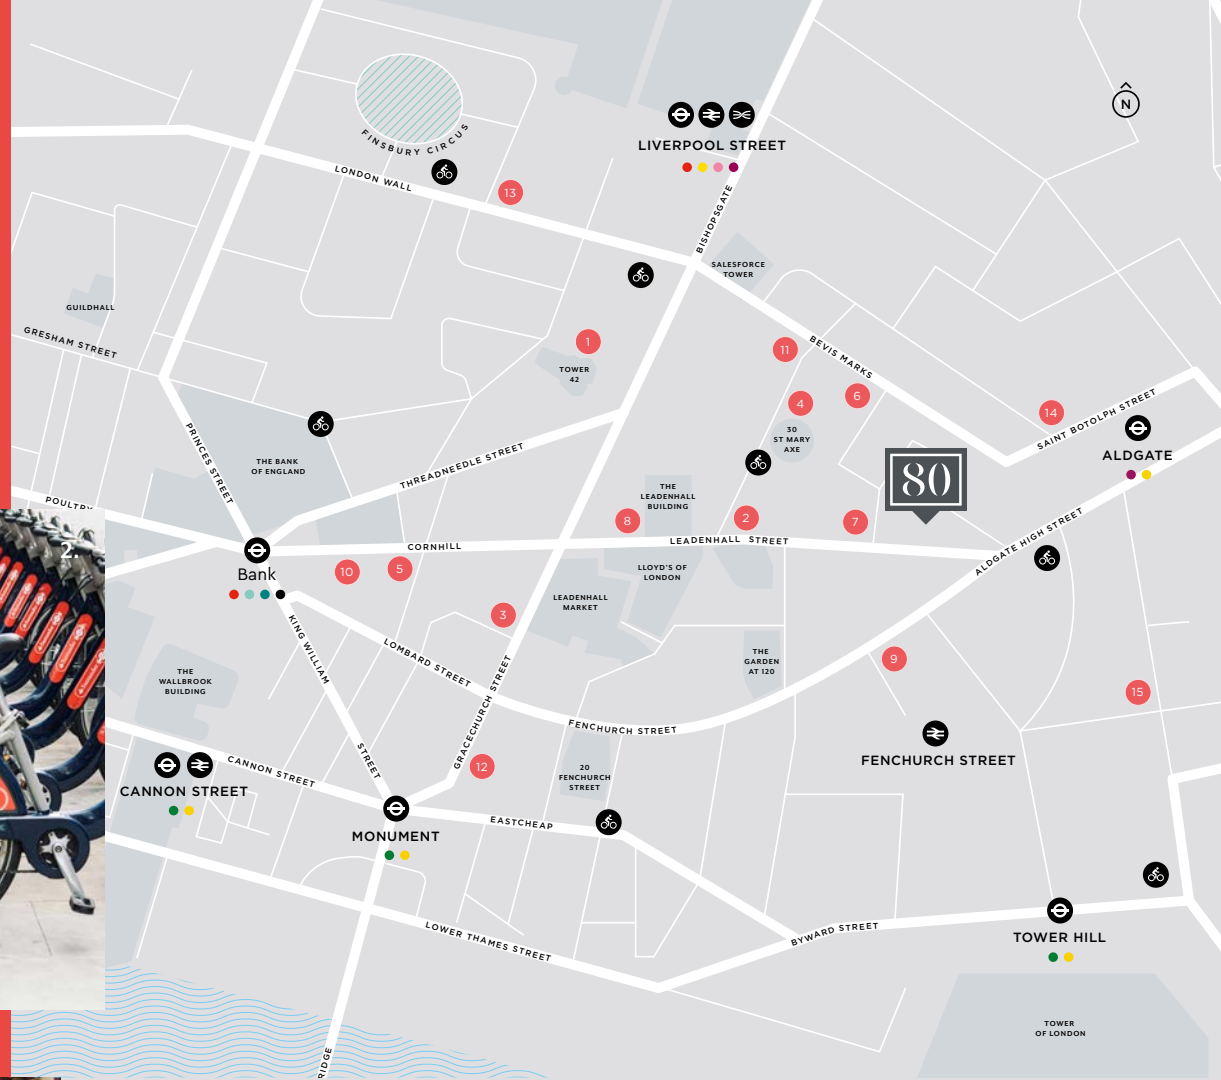 N
FINSBURY CIRCUS
LIVERPOOL STREET
LONDON WALL
13
BISHOPSGATE
SALESFORCE
TOWER
GUILDHALL
GRESHAM STREET
1
TOWER
42
11
BEVIS MARKS
4
6
14
SAINT BOTOLPH STREET
30
ST MARY
AXE
ALDGATE
PRINCES STREET
THE BANK
OF ENGLAND
THREADNEEDLE STREET
80
POULTRY
THE
LEADENHALL
BUILDING
8
2
7
2.
CORNHILL
LEADENHALL STREET
ALDGATE HIGH STREET
Bank
10
5
LLOYD'S OF
LONDON
LEADENHALL
MARKET
3
KING WILLIAM
STREET
LOMBARD STREET
GRACECHURCH STREET
THE
GARDEN
AT 120
9
THE
WALLBROOK
BUILDING
15
FENCHURCH STREET
FENCHURCH STREET
CANNON STREET
CANNON STREET
12
20
FENCHURCH
STREET
MONUMENT
EASTCHEAP
LOWER THAMES STREET
BYWARD STREET
TOWER HILL
TOWER
OF LONDON
RIDGE